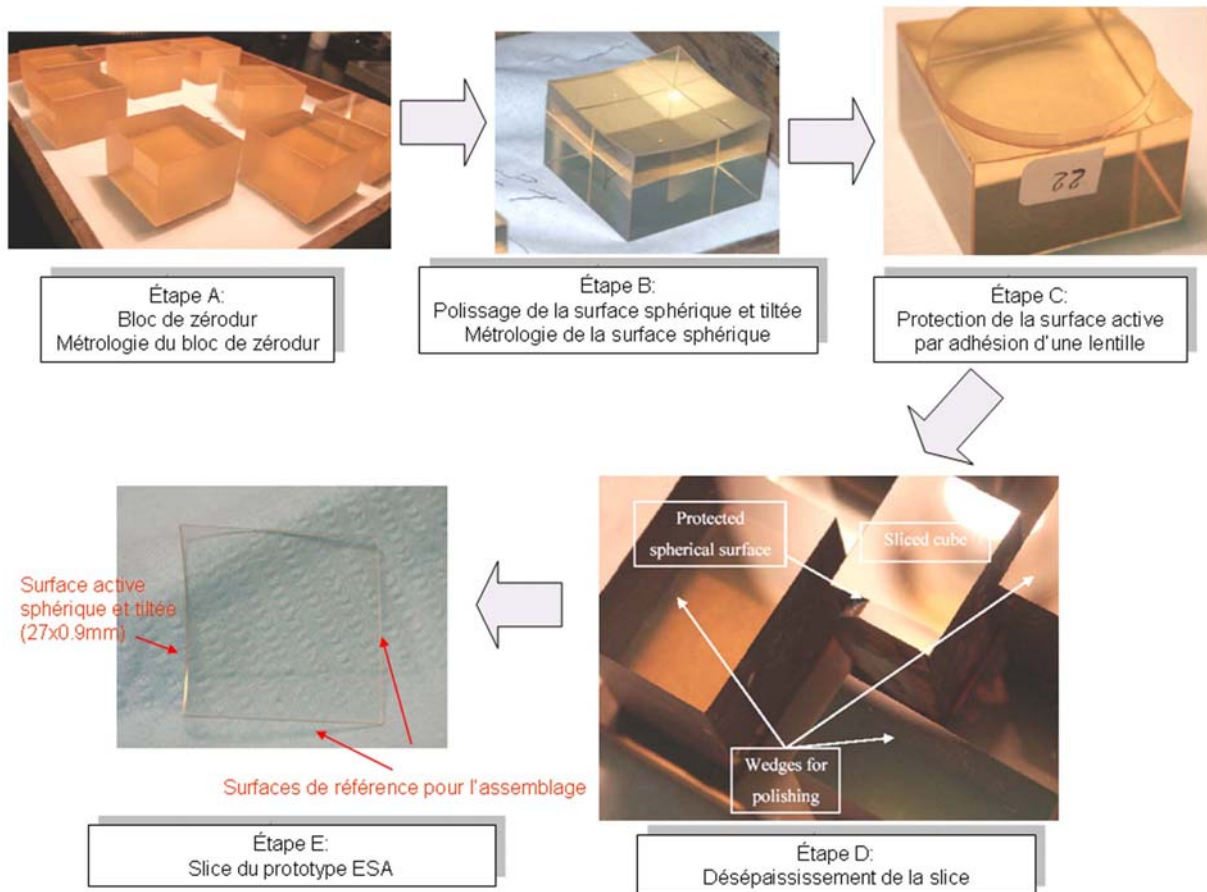 22
Étape A:
Bloc de zérodur
Métrologie du bloc de zérodur
Étape B:
Polissage de la surface sphérique et tiltée
Métrologie de la surface sphérique
Étape C:
Protection de la surface active
par adhésion d'une lentille
Protected
spherical surface
Sliced cube
Wedges for
polishing
Étape D:
Désépaississement de la slice
Surface active
sphérique et tiltée
(27x0.9mm)
Surfaces de référence pour l'assemblage
Étape E:
Slice du prototype ESA